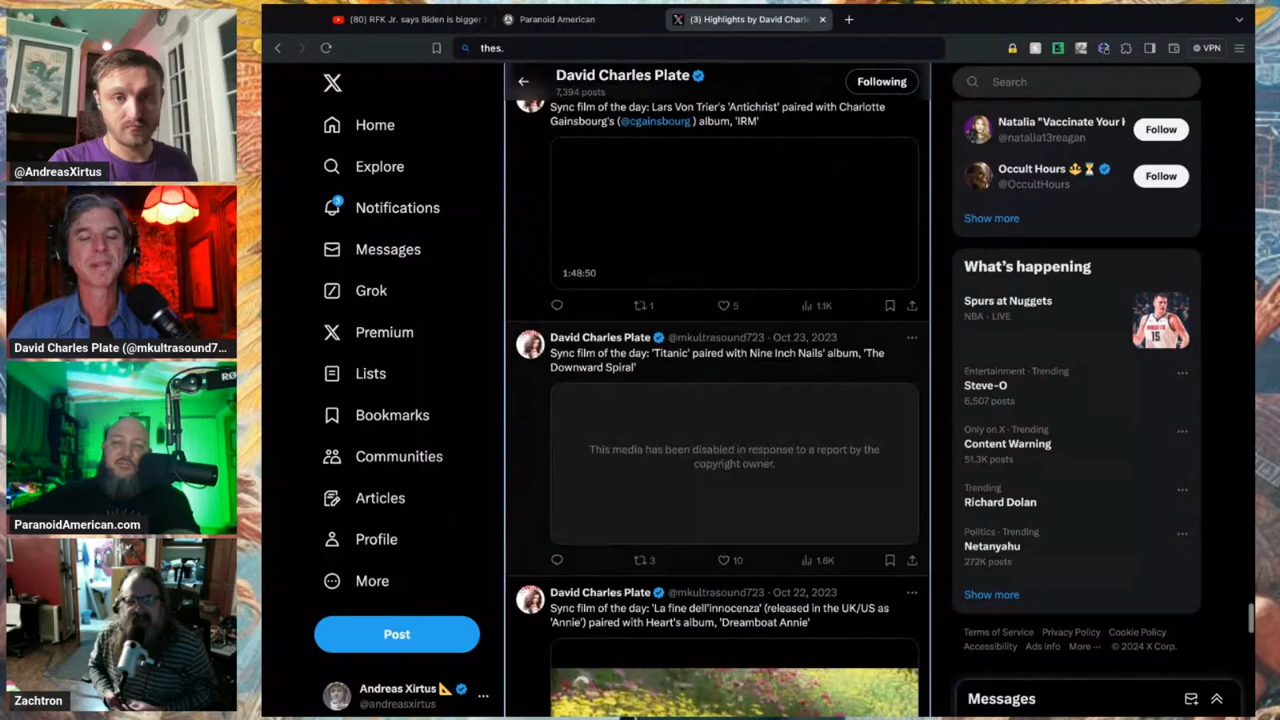 @AndreasXirtus
David Charles Plate (@mkultrasound7...
ParanoidAmerican.com
Zachtron
RØ
(80) RFK Jr. says Biden is bigger
Paranoid American
(3) Highlights by David Charle
thes.
VPN
Home
Explore
3
Notifications
Messages
Grok
Premium
Lists
Bookmarks
Communities
Articles
Profile
More
Post
Andreas Xirtus
@andreasxirtus
David Charles Plate
7,394 posts
Following
Sync film of the day: Lars Von Trier's 'Antichrist' paired with Charlotte
Gainsbourg's (@cgainsbourg ) album, 'IRM'
1:48:50
1
5
1.1K
David Charles Plate @mkultrasound723 · Oct 23, 2023
Sync film of the day: 'Titanic' paired with Nine Inch Nails' album, 'The
Downward Spiral'
This media has been disabled in response to a report by the
copyright owner.
3
10
1.6K
David Charles Plate @mkultrasound723 · Oct 22, 2023
Sync film of the day: 'La fine dell'innocenza' (released in the UK/US as
'Annie') paired with Heart's album, 'Dreamboat Annie'
Search
Natalia "Vaccinate Your
@natalia13reagan
Follow
Occult Hours
@OccultHours
Follow
Show more
What's happening
Spurs at Nuggets
NBA · LIVE
15
Entertainment · Trending
Steve-O
6,507 posts
Only on X · Trending
Content Warning
51.3K posts
Trending
Richard Dolan
Politics · Trending
Netanyahu
272K posts
Show more
Terms of Service Privacy Policy Cookie Policy
Accessibility Ads info More ··· © 2024 X Corp.
Messages